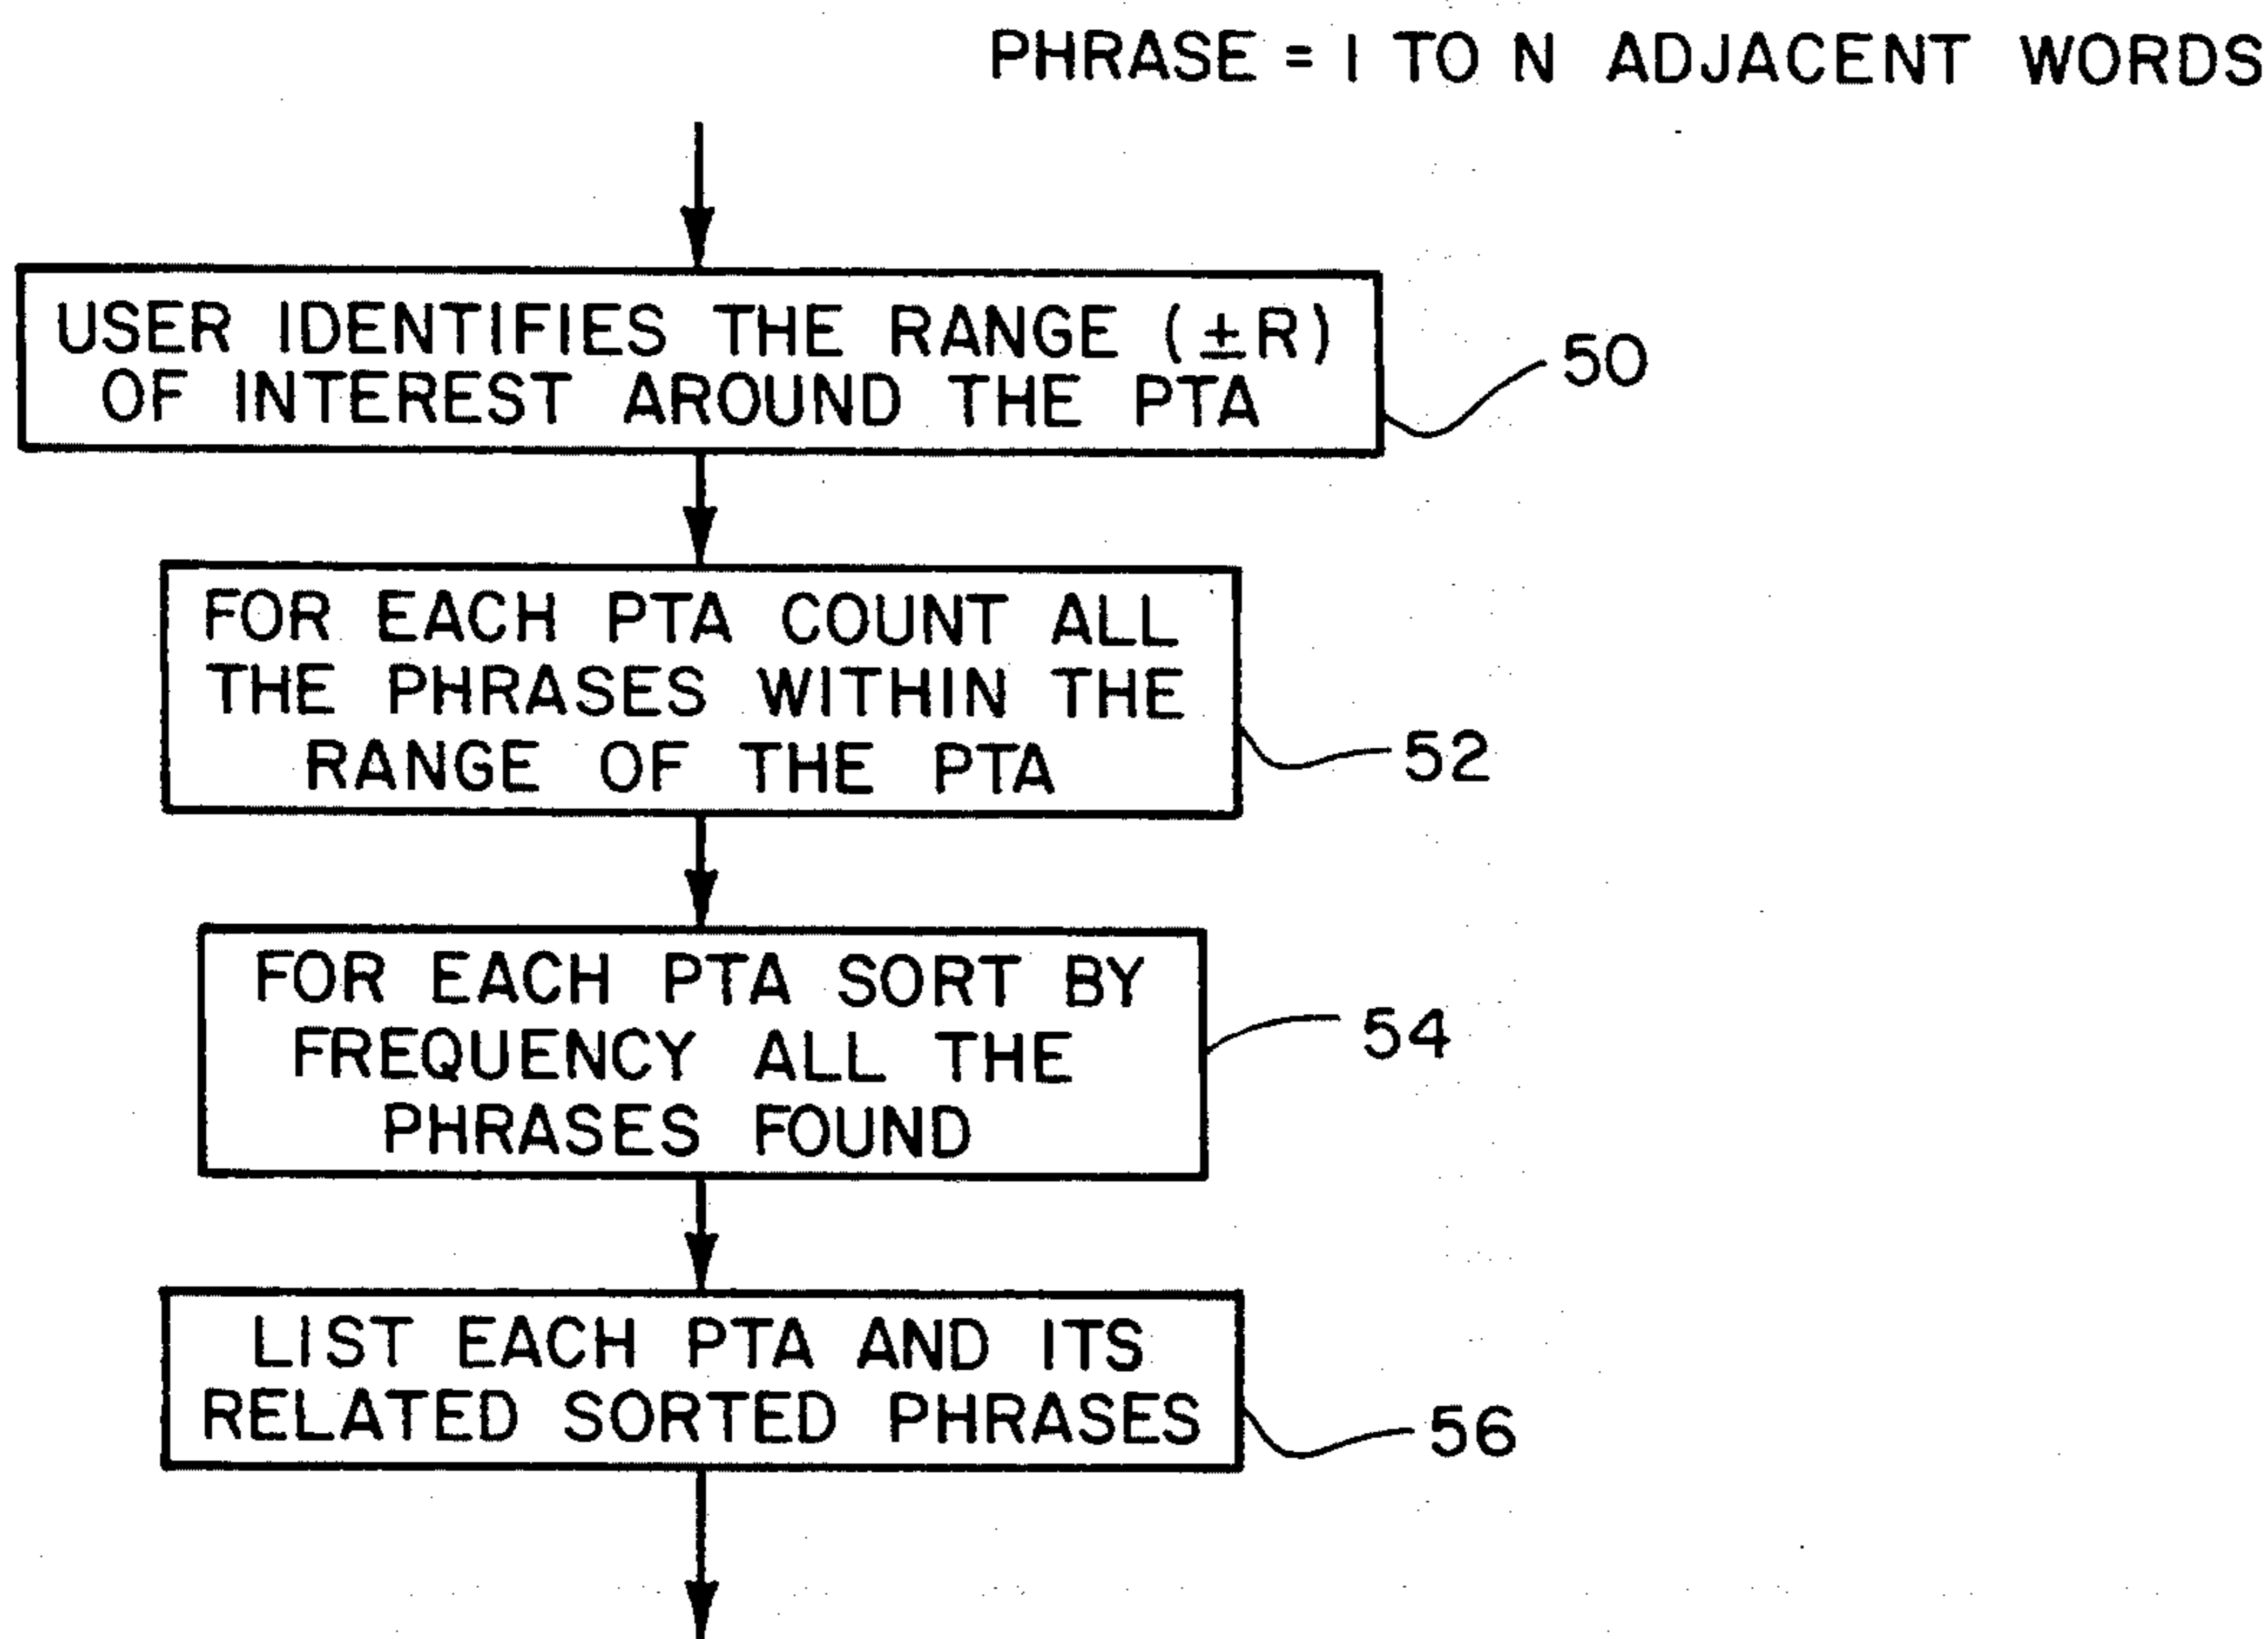 PHRASE = 1 TO N ADJACENT WORDS
USER IDENTIFIES THE RANGE (±R)
OF INTEREST AROUND THE PTA
50
FOR EACH PTA COUNT ALL
THE PHRASES WITHIN THE
RANGE OF THE PTA
52
FOR EACH PTA SORT BY
FREQUENCY ALL THE
PHRASES FOUND
54
LIST EACH PTA AND ITS
RELATED SORTED PHRASES
56